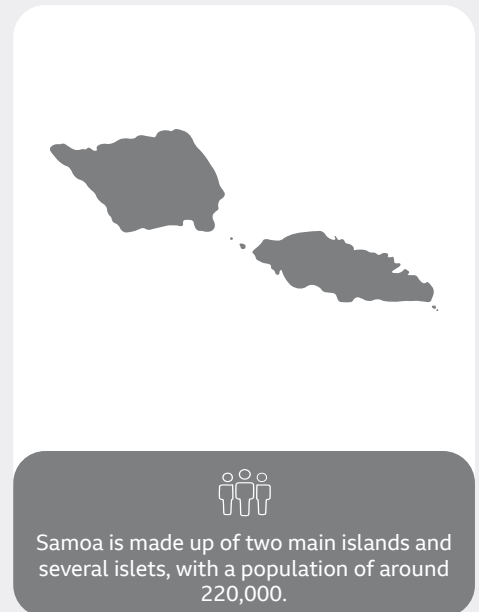 Samoa is made up of two main islands and
several islets, with a population of around
220,000.